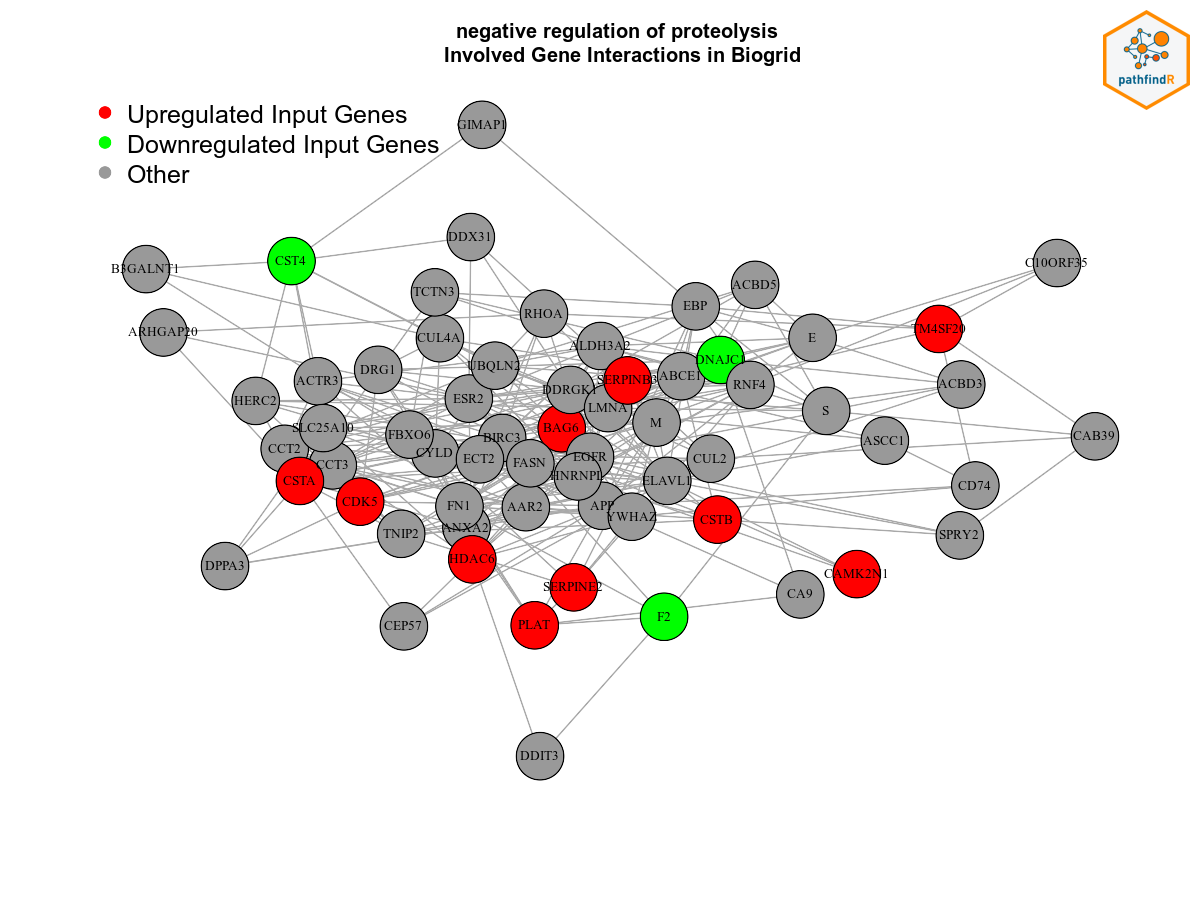 negative regulation of proteolysis
Involved Gene Interactions in Biogrid
pathfindR
Upregulated Input Genes
Downregulated Input Genes
Other
GIMAP1
DDX31
CST4
B3GALNT1
C10ORF35
TCTN3
ACBD5
EBP
RHOA
ARHGAP20
TM4SF20
CUL4A
E
ALDH3A2
UBQLN2
DRG1
ABCE1
ACTR3
SERPINB3
RNF4
ACBD3
DDRGK1
HERC2
ESR2
LMNA
S
M
SLC25A10
BAG6
FBXO6
BIRC3
CAB39
ASCC1
CCT2
CYLD
ECT2
EGFR
CUL2
FASN
CCT3
HNRNPL
CSTA
ELAVL1
CD74
CDK5
FN1
AAR2
APP
YWHAZ
CSTB
ANXA2
TNIP2
SPRY2
HDAC6
DPPA3
CAMK2N1
SERPINE2
CA9
F2
CEP57
PLAT
DDIT3